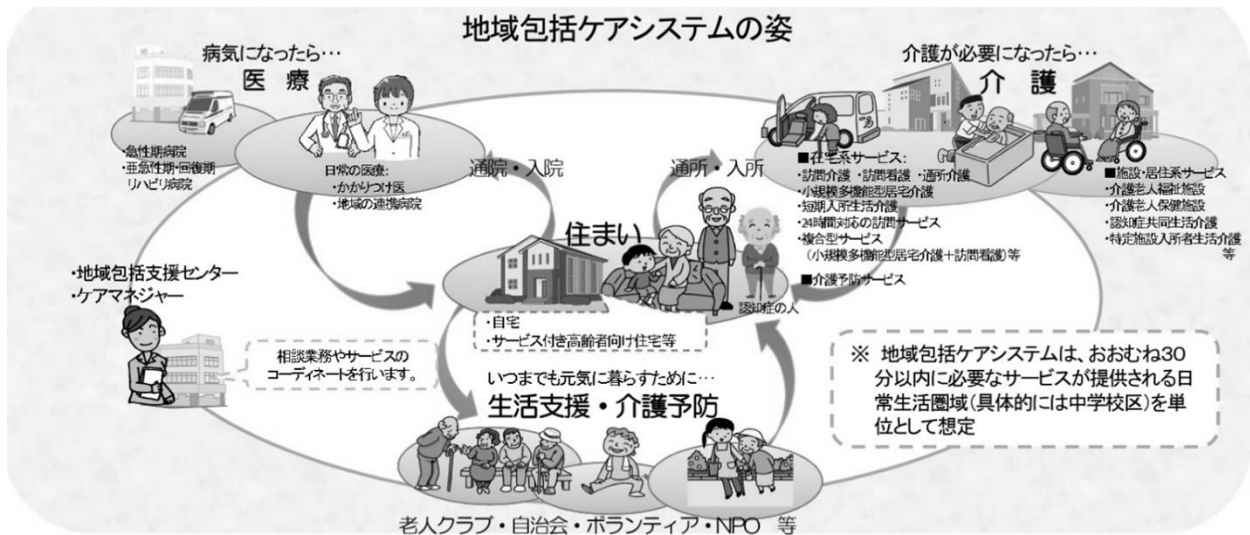 地域包括ケアシステムの姿
病気になったら…
医 療
・急性期病院
・亜急性期・回復期
リハビリ病院
日常の医療:
・かかりつけ医
・地域の連携病院
通院・入院
通所・入所
介護が必要になったら…
介 護
■在宅系サービス:
・訪問介護 ・訪問看護 ・通所介護
・小規模多機能型居宅介護
・短期入所生活介護
・24時間対応の訪問サービス
・複合型サービス
(小規模多機能型居宅介護+訪問看護)等
■介護予防サービス
■施設・居住系サービス
・介護老人福祉施設
・介護老人保健施設
・認知症共同生活介護
・特定施設入所者生活介護
等
住まい
認知症の人
・自宅
・サービス付き高齢者向け住宅等
・地域包括支援センター
・ケアマネジャー
相談業務やサービスの
コーディネートを行います。
いつまでも元気に暮らすために…
生活支援・介護予防
老人クラブ・自治会・ボランティア・NPO 等
※ 地域包括ケアシステムは、おおむね30
分以内に必要なサービスが提供される日
常生活圏域(具体的には中学校区)を単
位として想定